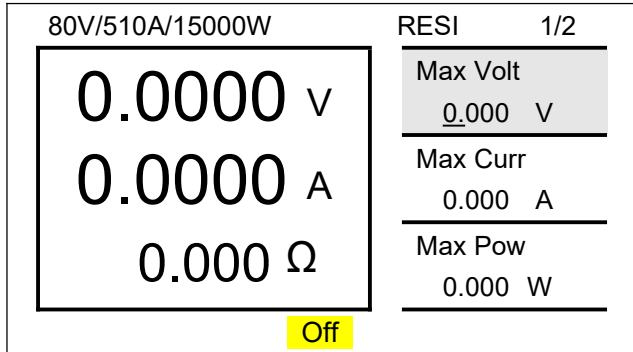 80V/510A/15000W RESI 1/2
0.0000 V
0.0000 A
0.000 Ω
Off
Max Volt
0.000 V
Max Curr
0.000 A
Max Pow
0.000 W